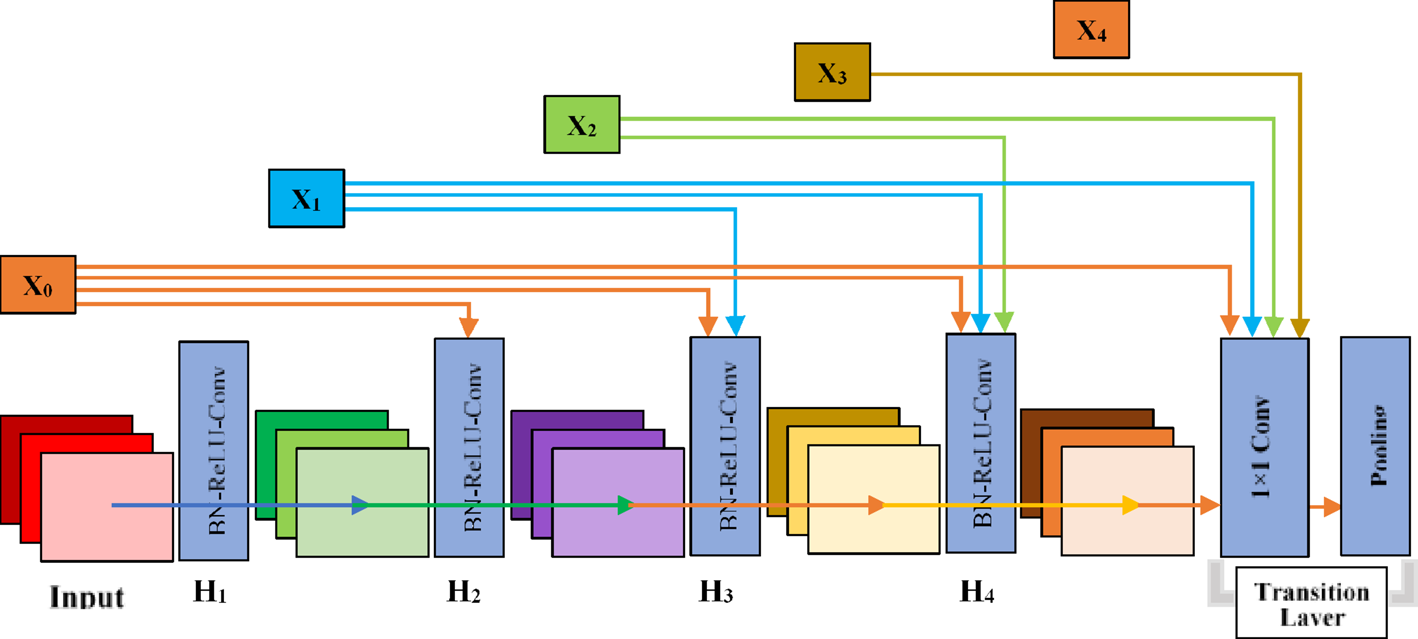 X₄
X₃
X₂
X₁
X₀
BN-ReLU-Conv
BN-ReLU-Conv
BN-ReLU-Conv
BN-ReLU-Conv
1×1 Conv
Pooling
Input
H₁
H₂
H₃
H₄
Transition
Laver